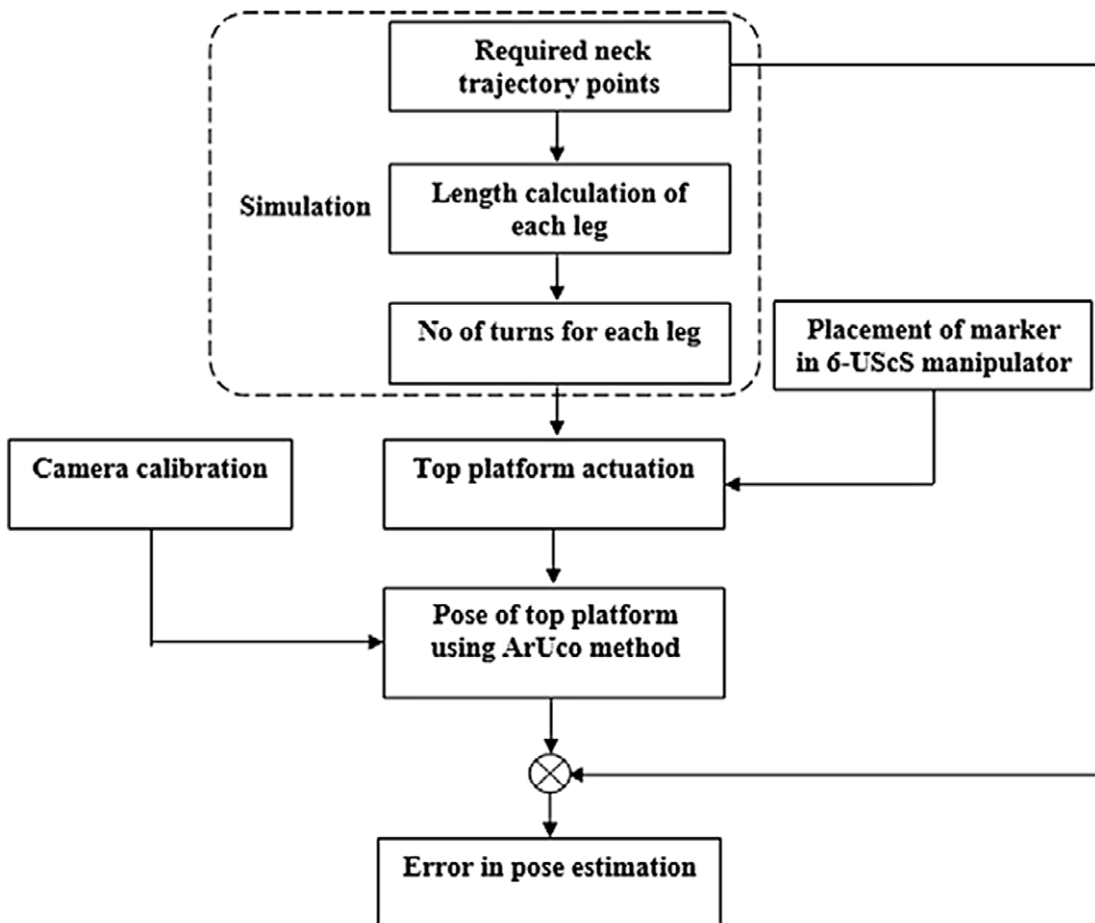 Required neck
trajectory points
Simulation
Length calculation of
each leg
No of turns for each leg
Placement of marker
in 6-UScS manipulator
Camera calibration
Top platform actuation
Pose of top platform
using ArUco method
Error in pose estimation